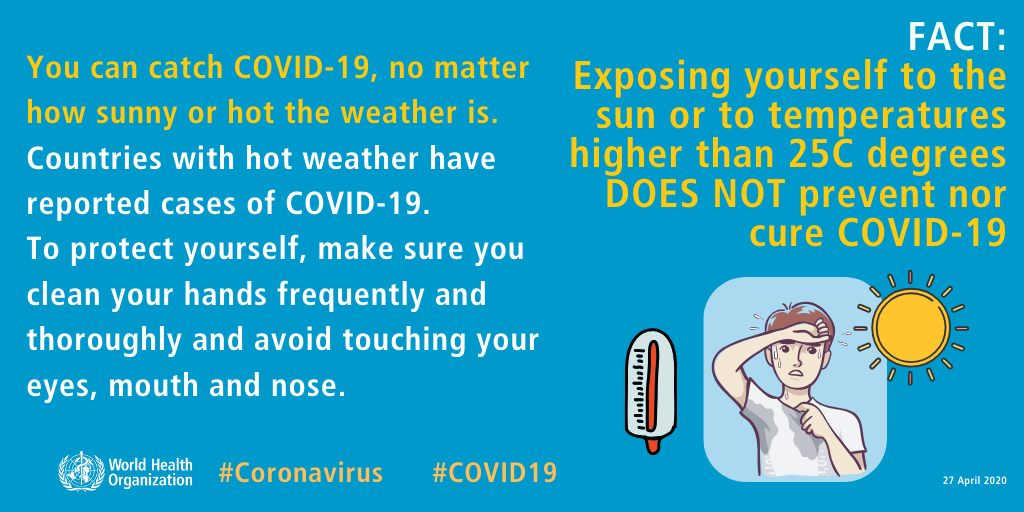 You can catch COVID-19, no matter
how sunny or hot the weather is.
Countries with hot weather have
reported cases of COVID-19.
To protect yourself, make sure you
clean your hands frequently and
thoroughly and avoid touching your
eyes, mouth and nose.
FACT:
Exposing yourself to the
sun or to temperatures
higher than 25C degrees
DOES NOT prevent nor
cure COVID-19
World Health
Organization
#Coronavirus
#COVID19
27 April 2020